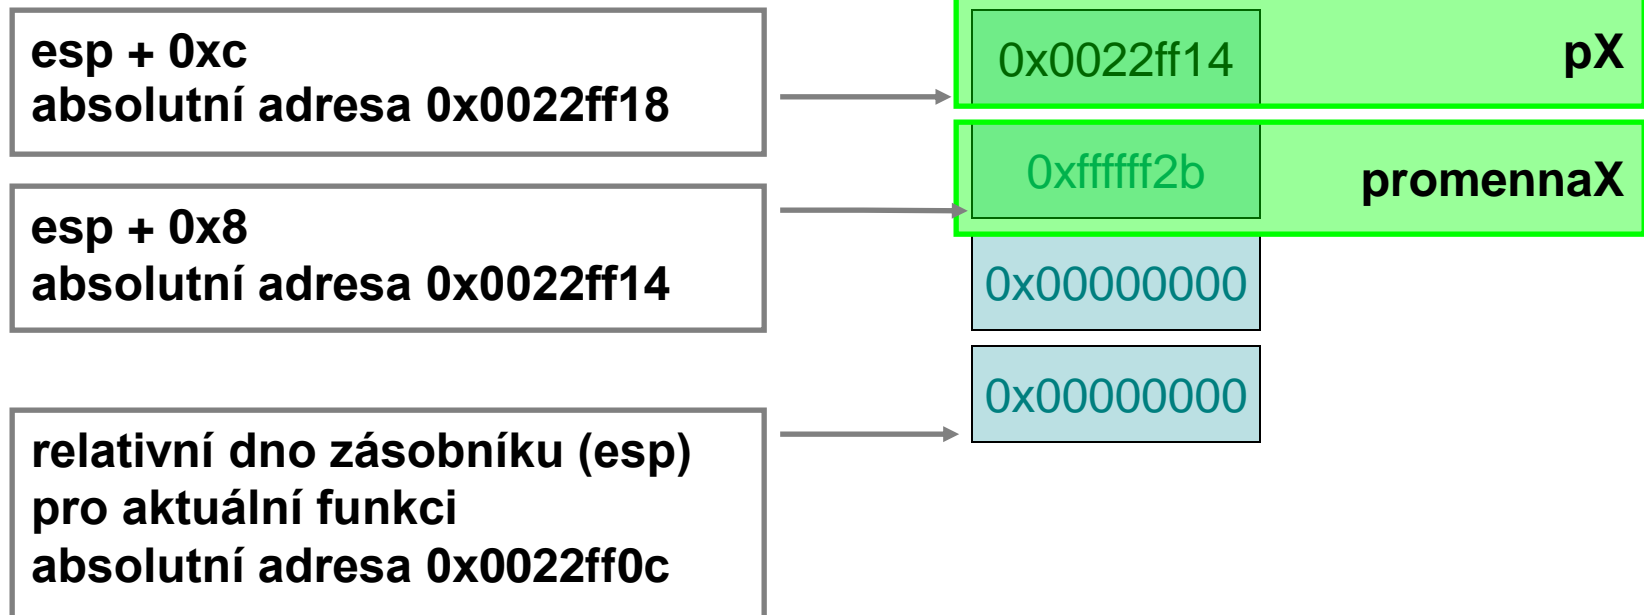 esp + 0xc
absolutní adresa 0x0022ff18
0x0022ff14
pX
esp + 0x8
absolutní adresa 0x0022ff14
0xffffff2b
promennaX
0x00000000
0x00000000
relativní dno zásobníku (esp)
pro aktuální funkci
absolutní adresa 0x0022ff0c